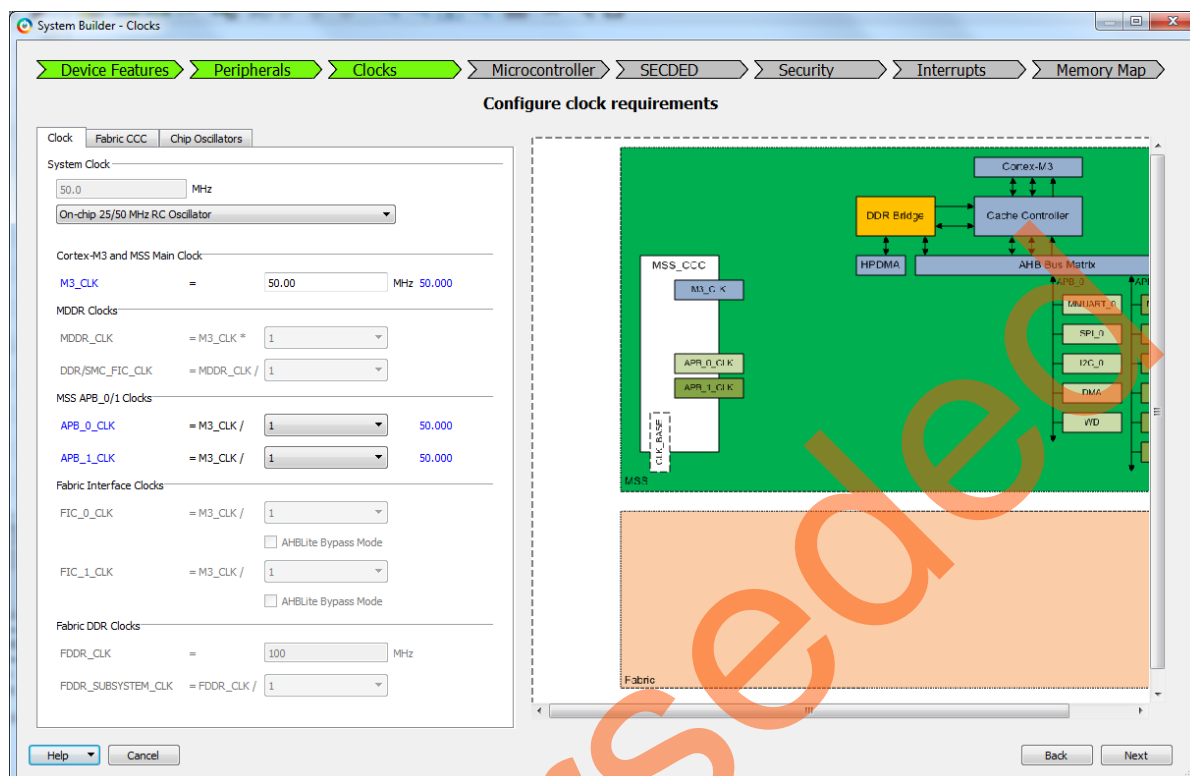 System Builder - Clocks
Device Features
Peripherals
Clocks
Microcontroller
SECDED
Security
Interrupts
Memory Map
Configure clock requirements
Clock
Fabric CCC
Chip Oscillators
System Clock
50.0 MHz
On-chip 25/50 MHz RC Oscillator
Cortex-M3 and MSS Main Clock
M3_CLK = 50.00 MHz 50.000
MDDR Clocks
MDDR_CLK = M3_CLK * 1
DDR/SMC_FIC_CLK = MDDR_CLK / 1
MSS APB_0/1 Clocks
APB_0_CLK = M3_CLK / 1 50.000
APB_1_CLK = M3_CLK / 1 50.000
Fabric Interface Clocks
FIC_0_CLK = M3_CLK / 1
AHBLite Bypass Mode
FIC_1_CLK = M3_CLK / 1
AHBLite Bypass Mode
Fabric DDR Clocks
FDDR_CLK = 100 MHz
FDDR_SUBSYSTEM_CLK = FDDR_CLK / 1
Cortex-M3
DDR Bridge
Cache Controller
MSS_CCC
HPDMA
AHB Bus Matrix
M3_CLK
APB_0
MMUART_0
SPI_0
APB_0_CLK
I2C_0
APB_1_CLK
DMA
WD
CLK_BASE
MSS
Fabric
sed
Help
Cancel
Back
Next